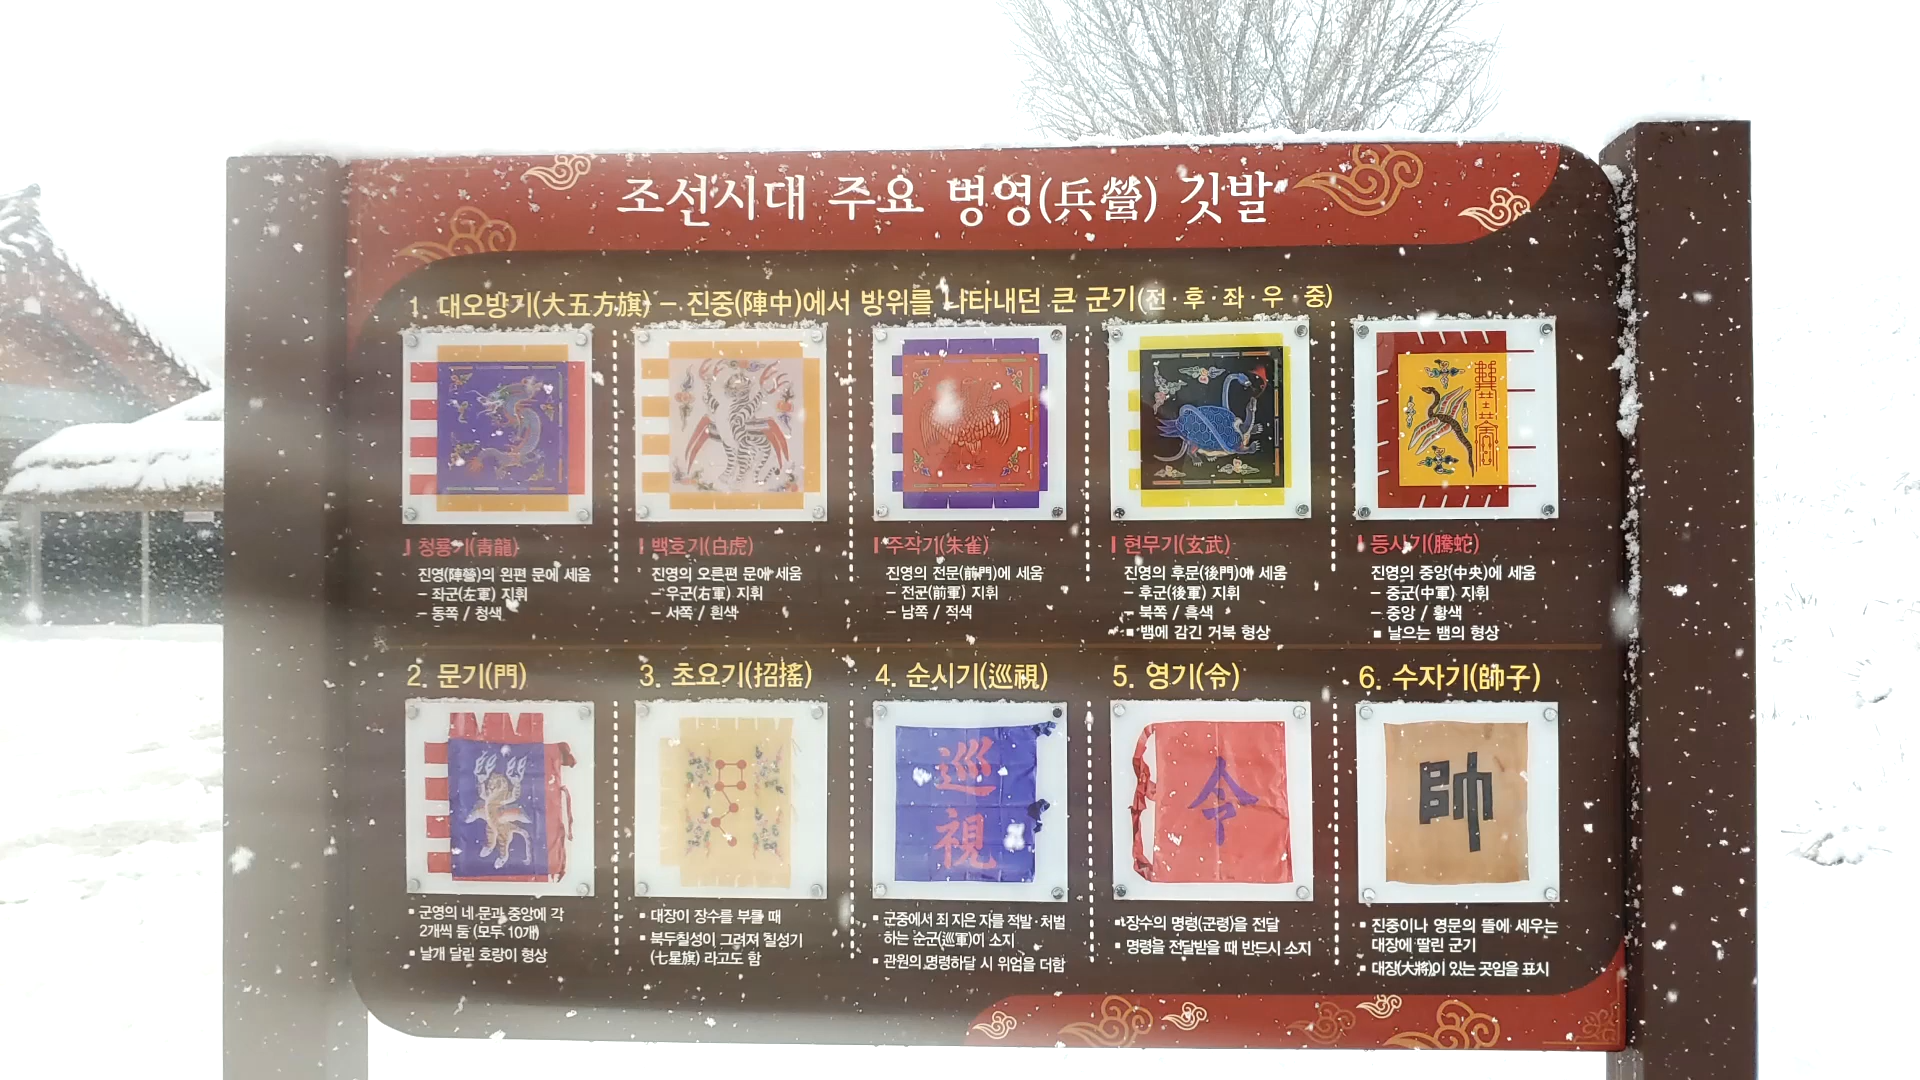 조선시대 주요 병영(兵營) 깃발
1. 대오방기(大五方旗) – 진중(陣中)에서 방위를 나타내던 큰 군기(전·후·좌·우·중)
청룡기(靑龍)
진영(陣營)의 왼편 문에 세움
– 좌군(左軍) 지휘
– 동쪽 / 청색
백호기(白虎)
진영의 오른편 문에 세움
– 우군(右軍) 지휘
– 서쪽 / 흰색
주작기(朱雀)
진영의 전문(前門)에 세움
– 전군(前軍) 지휘
– 남쪽 / 적색
현무기(玄武)
진영의 후문(後門)에 세움
– 후군(後軍) 지휘
– 북쪽 / 흑색
▪ 뱀에 감긴 거북 형상
등사기(騰蛇)
진영의 중앙(中央)에 세움
– 중군(中軍) 지휘
– 중앙 / 황색
▪ 날으는 뱀의 형상
2. 문기(門)
▪ 군영의 네 문과 중앙에 각
2개씩 둠 (모두 10개)
▪ 날개 달린 호랑이 형상
3. 초요기(招搖)
▪ 대장이 장수를 부를 때
▪ 북두칠성이 그려져 칠성기
(七星旗) 라고도 함
4. 순시기(巡視)
巡
視
▪ 군중에서 죄 지은 자를 적발·처벌
하는 순군(巡軍)이 소지
▪ 관원의 명령하달 시 위엄을 더함
5. 영기(令)
令
▪ 장수의 명령(군령)을 전달
▪ 명령을 전달받을 때 반드시 소지
6. 수자기(帥子)
帥
▪ 진중이나 영문의 뜰에 세우는
대장에 딸린 군기
▪ 대장(大將)이 있는 곳임을 표시